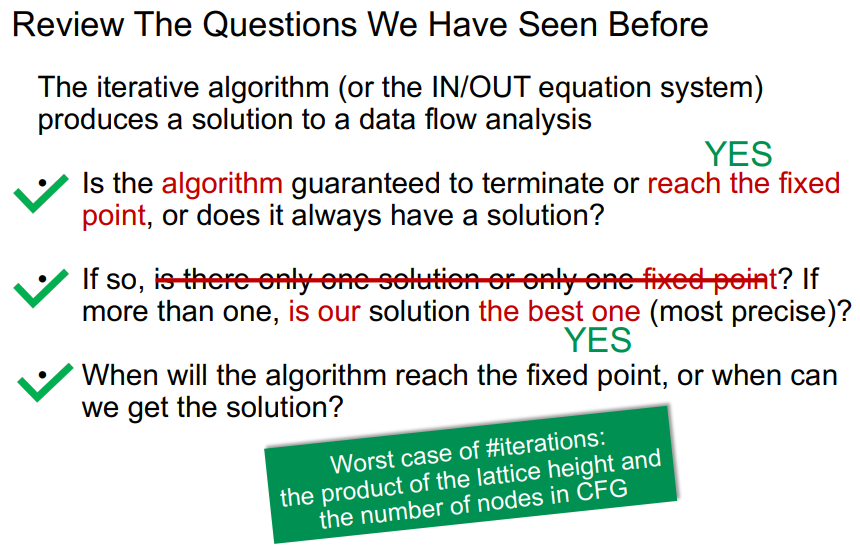 Review The Questions We Have Seen Before
The iterative algorithm (or the IN/OUT equation system)
produces a solution to a data flow analysis
YES
• Is the algorithm guaranteed to terminate or reach the fixed
point, or does it always have a solution?
• If so, is there only one solution or only one fixed point? If
more than one, is our solution the best one (most precise)?
YES
• When will the algorithm reach the fixed point, or when can
we get the solution?
Worst case of #iterations:
the product of the lattice height and
the number of nodes in CFG